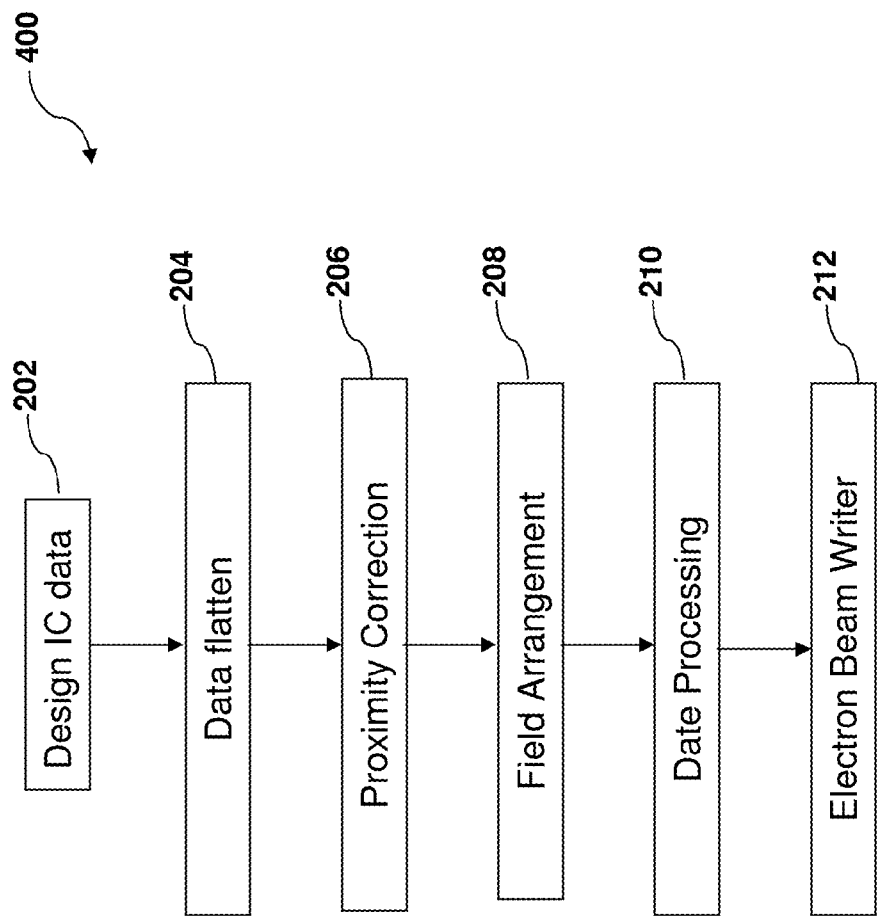 400
Design IC data
202
Data flatten
204
Proximity Correction
206
Field Arrangement
208
Date Processing
210
Electron Beam Writer
212